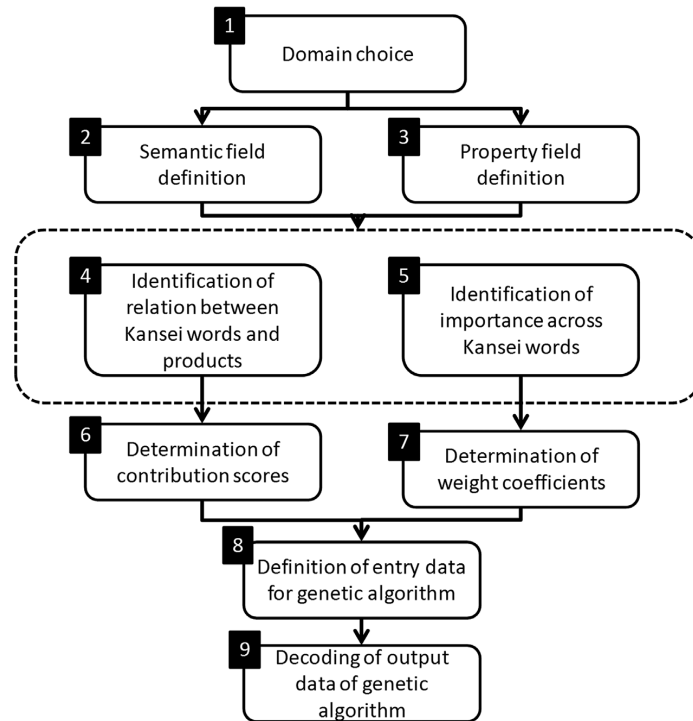 1
Domain choice
2
Semantic field
definition
3
Property field
definition
4
Identification of
relation between
Kansei words and
products
5
Identification of
importance across
Kansei words
6
Determination of
contribution scores
7
Determination of
weight coefficients
8
Definition of entry data
for genetic algorithm
9
Decoding of output
data of genetic
algorithm